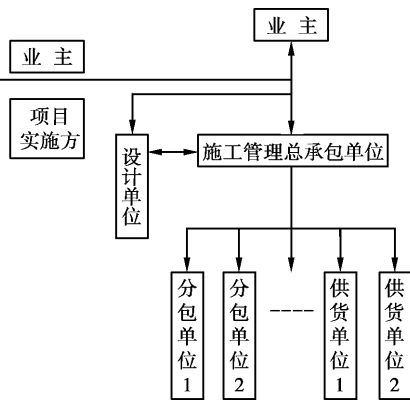 业 主
业 主
项目
实施方
设计单位
施工管理总承包单位
分包单位1
分包单位2
供货单位1
供货单位2